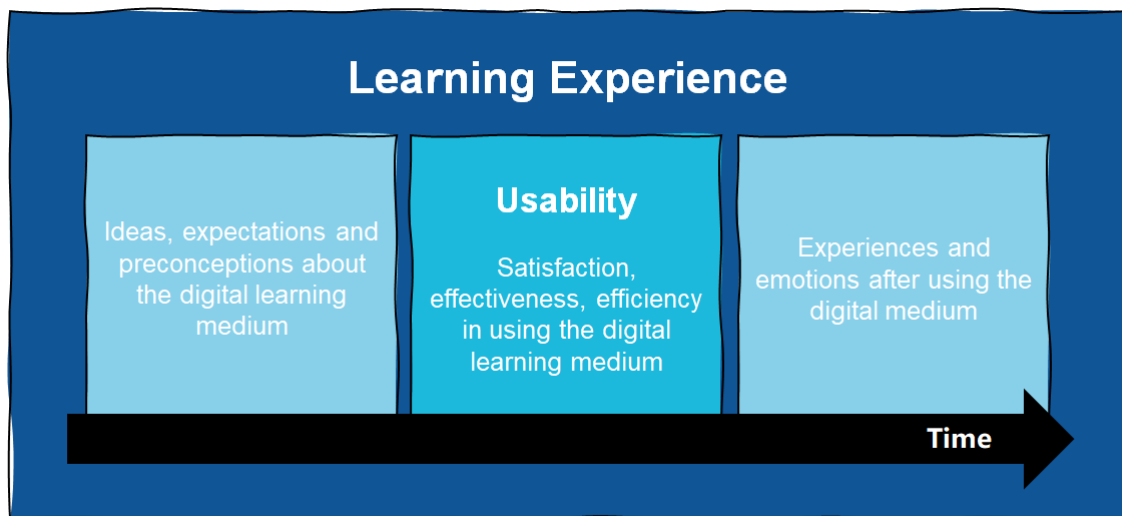 Learning Experience
Ideas, expectations and
preconceptions about
the digital learning
medium
Usability
Satisfaction,
effectiveness, efficiency
in using the digital
learning medium
Experiences and
emotions after using the
digital medium
Time